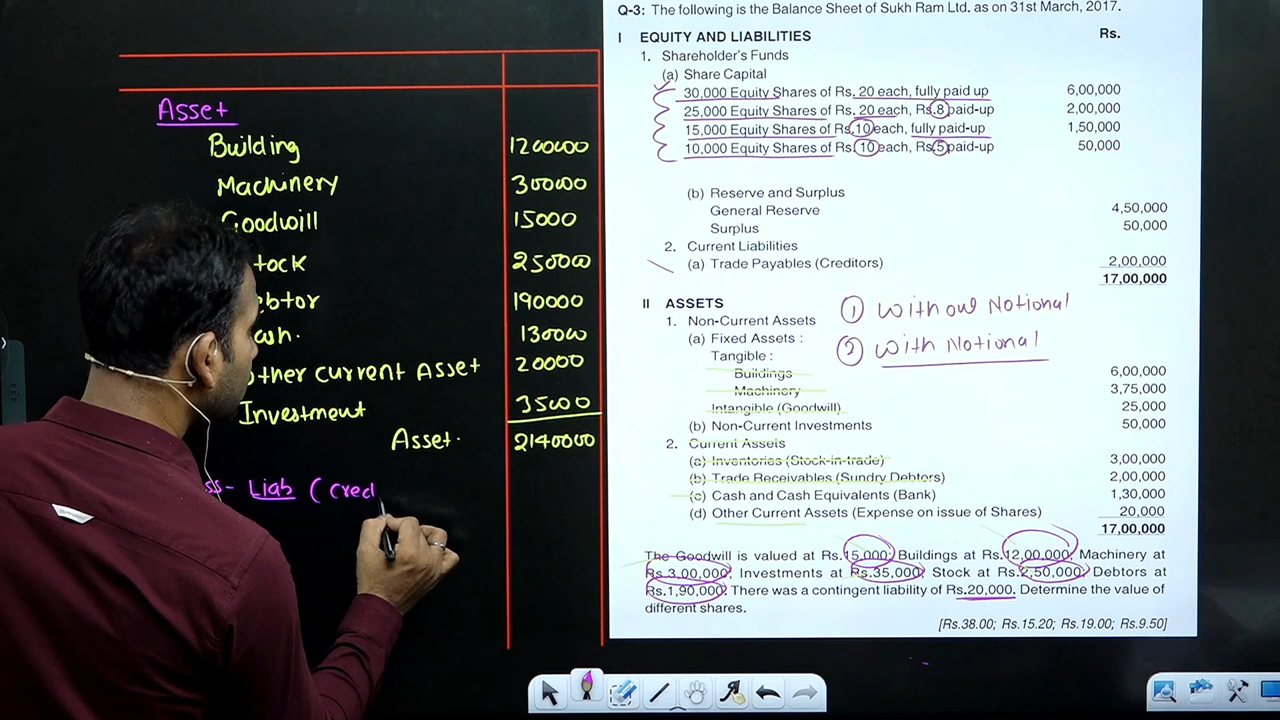 Asset
Building 1200000
Machinery 300000
Goodwill 15000
tock 250000
ebtor 190000
ash. 130000
other current Asset 20000
Investment 35000
Asset. 2140000
ss- Liab ( Cred
Q-3: The following is the Balance Sheet of Sukh Ram Ltd. as on 31st March, 2017.
I EQUITY AND LIABILITIES Rs.
1. Shareholder's Funds
(a) Share Capital
30,000 Equity Shares of Rs. 20 each, fully paid up 6,00,000
25,000 Equity Shares of Rs. 20 each, Rs.8 paid-up 2,00,000
15,000 Equity Shares of Rs.10 each, fully paid-up 1,50,000
10,000 Equity Shares of Rs.10 each, Rs.5 paid-up 50,000
(b) Reserve and Surplus
General Reserve 4,50,000
Surplus 50,000
2. Current Liabilities
(a) Trade Payables (Creditors) 2,00,000
17,00,000
II ASSETS
① Without Notional
② With Notional
1. Non-Current Assets
(a) Fixed Assets :
Tangible :
Buildings 6,00,000
Machinery 3,75,000
Intangible (Goodwill) 25,000
(b) Non-Current Investments 50,000
2. Current Assets
(a) Inventories (Stock-in-trade) 3,00,000
(b) Trade Receivables (Sundry Debtors) 2,00,000
(c) Cash and Cash Equivalents (Bank) 1,30,000
(d) Other Current Assets (Expense on issue of Shares) 20,000
17,00,000
The Goodwill is valued at Rs.15,000; Buildings at Rs.12,00,000, Machinery at
Rs.3,00,000; Investments at Rs.35,000; Stock at Rs.2,50,000; Debtors at
Rs.1,90,000. There was a contingent liability of Rs.20,000. Determine the value of
different shares.
[Rs.38.00; Rs.15.20; Rs.19.00; Rs.9.50]